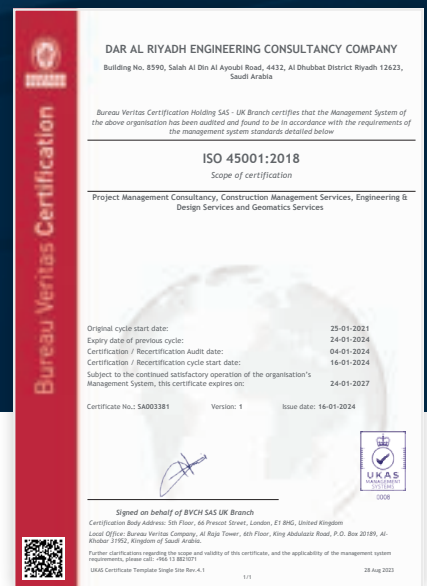 Bureau Veritas Certification
DAR AL RIYADH ENGINEERING CONSULTANCY COMPANY
Building No. 8590, Salah Al Din Al Ayoubi Road, 4432, Al Dhubbat District Riyadh 12623,
Saudi Arabia
Bureau Veritas Certification Holding SAS - UK Branch certifies that the Management System of
the above organisation has been audited and found to be in accordance with the requirements of
the management system standards detailed below
ISO 45001:2018
Scope of certification
Project Management Consultancy, Construction Management Services, Engineering &
Design Services and Geomatics Services
Original cycle start date: 25-01-2021
Expiry date of previous cycle: 24-01-2024
Certification / Recertification Audit date: 04-01-2024
Certification / Recertification cycle start date: 16-01-2024
Subject to the continued satisfactory operation of the organisation's
Management System, this certificate expires on: 24-01-2027
Certificate No.: SA003381 Version: 1 Issue date: 16-01-2024
UKAS
MANAGEMENT
SYSTEMS
0008
Signed on behalf of BVCH SAS UK Branch
Certification Body Address: 5th Floor, 66 Prescot Street, London, E1 8HG, United Kingdom
Local Office: Bureau Veritas Company, Al Raja Tower, 6th Floor, King Abdulaziz Road, P.O. Box 20189, Al-
Khobar 31952, Kingdom of Saudi Arabia.
Further clarifications regarding the scope and validity of this certificate, and the applicability of the management system
requirements, please call: +966 13 8821071
UKAS Certificate Template Single Site Rev.4.1 28 Aug 2023
1/1